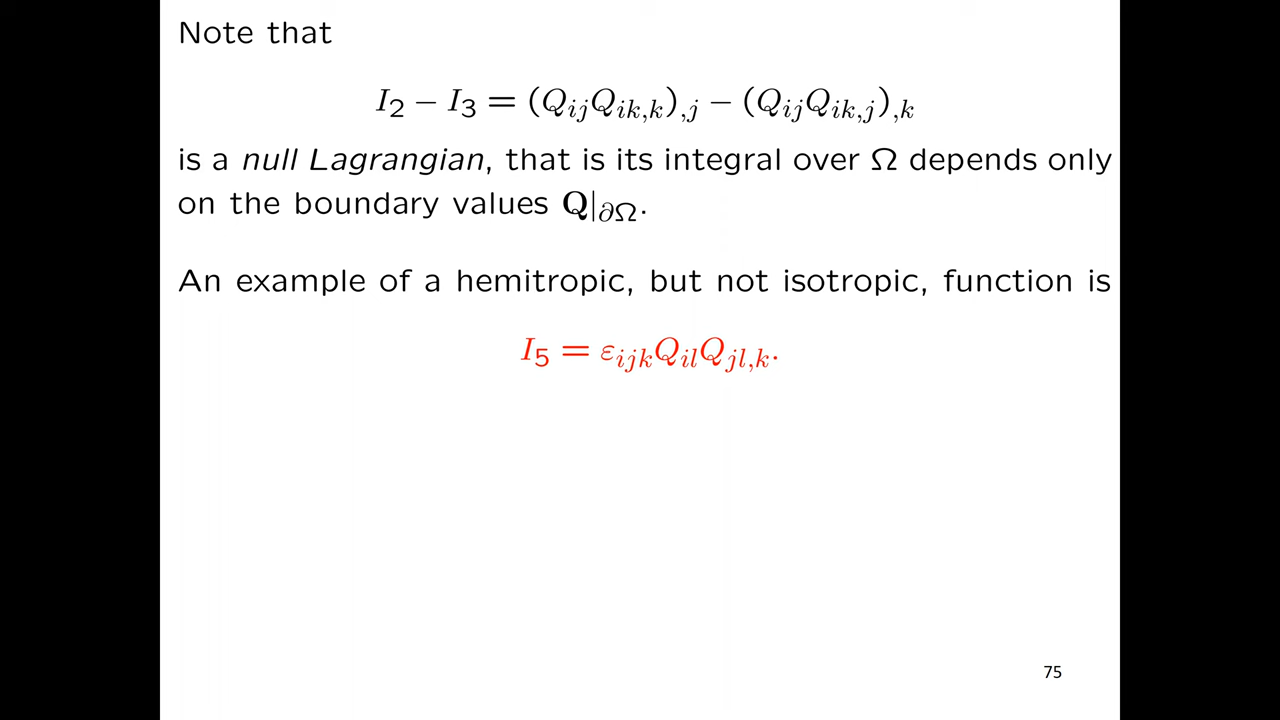 Note that
I₂ − I₃ = (Q_{ij}Q_{ik,k})_{,j} − (Q_{ij}Q_{ik,j})_{,k}
is a null Lagrangian, that is its integral over Ω depends only
on the boundary values Q|_{∂Ω}.
An example of a hemitropic, but not isotropic, function is
I₅ = ε_{ijk}Q_{il}Q_{jl,k}.
75